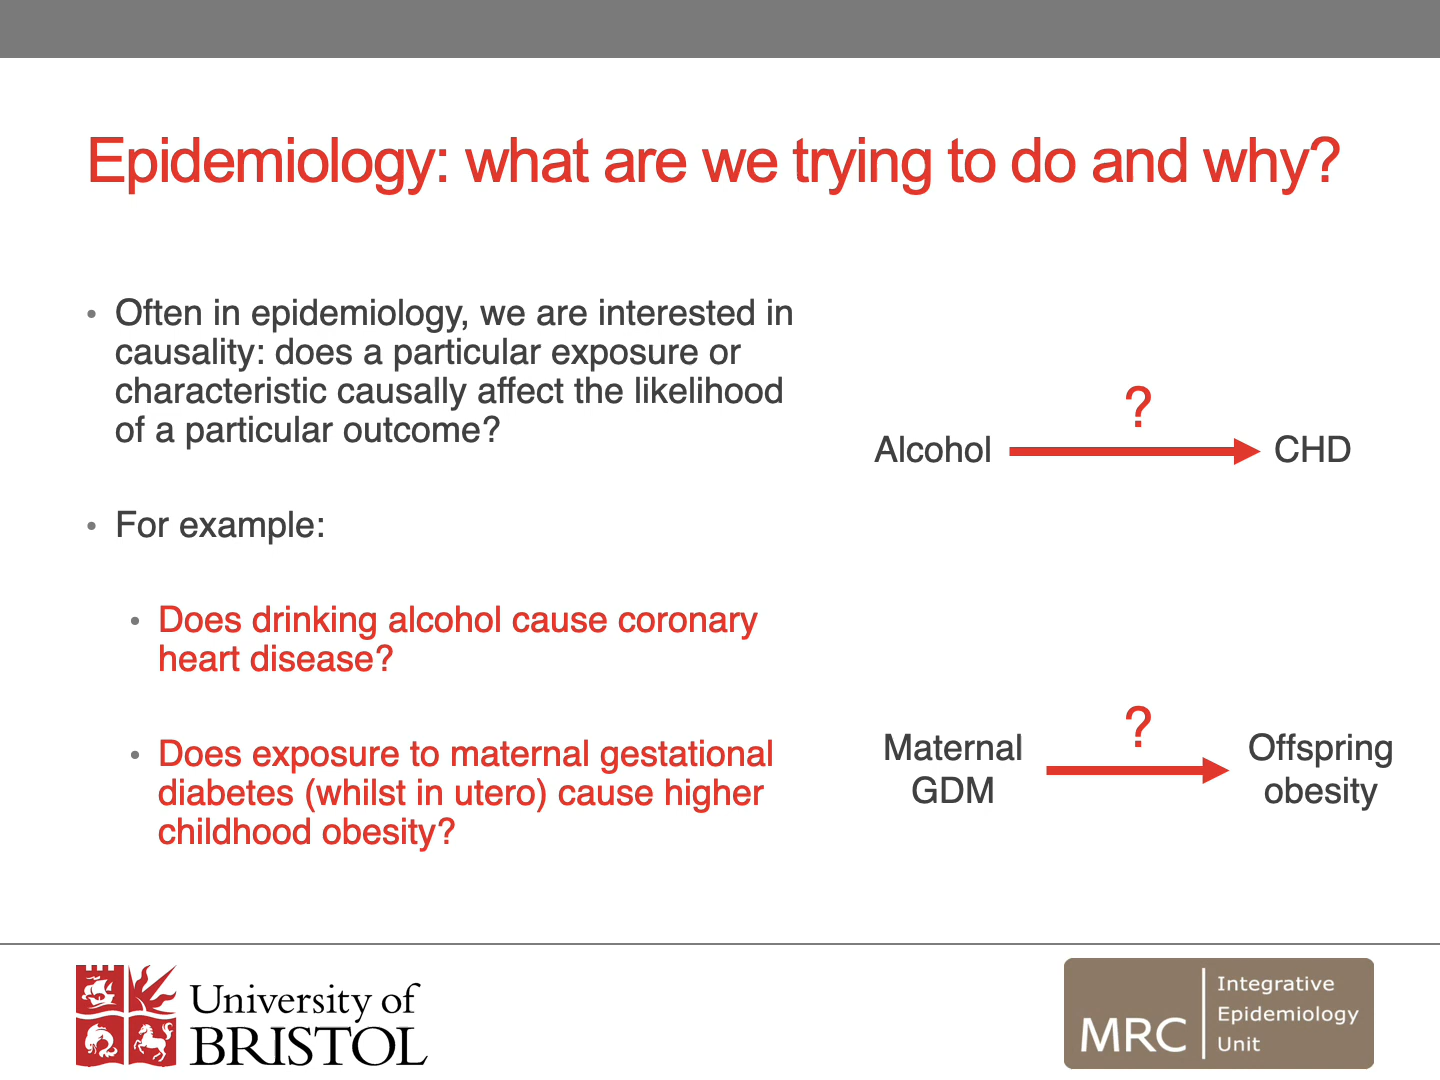 Epidemiology: what are we trying to do and why?
• Often in epidemiology, we are interested in
causality: does a particular exposure or
characteristic causally affect the likelihood
of a particular outcome?
• For example:
• Does drinking alcohol cause coronary
heart disease?
• Does exposure to maternal gestational
diabetes (whilst in utero) cause higher
childhood obesity?
?
Alcohol CHD
?
Maternal
GDM
Offspring
obesity
University of
BRISTOL
MRC
Integrative
Epidemiology
Unit